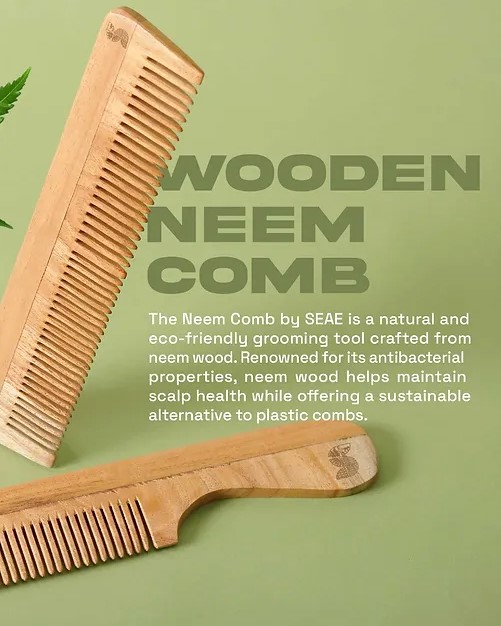 WOODEN
NEEM
COMB
The Neem Comb by SEAE is a natural and
eco-friendly grooming tool crafted from
neem wood. Renowned for its antibacterial
properties, neem wood helps maintain
scalp health while offering a sustainable
alternative to plastic combs.